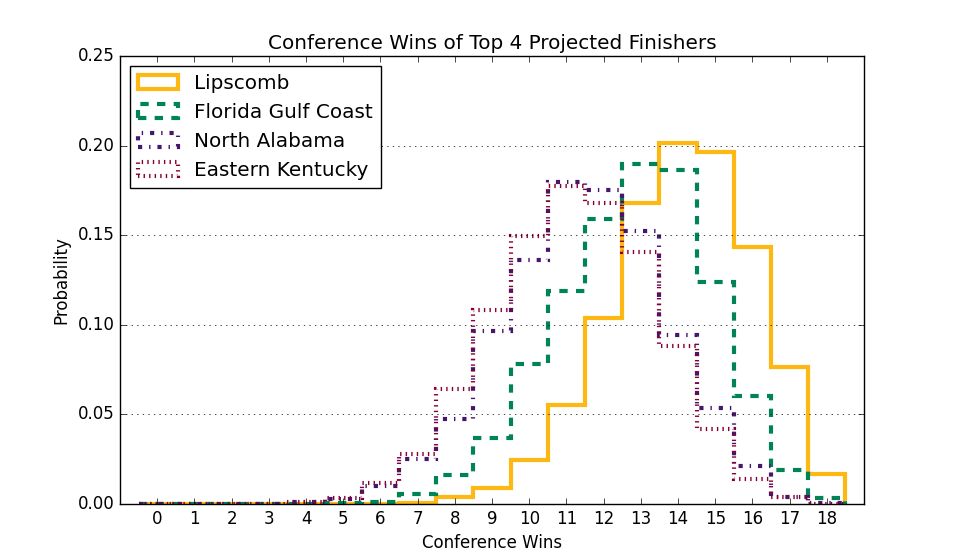 Conference Wins of Top 4 Projected Finishers
0.25
0.20
0.15
0.10
0.05
0.00
Probability
Lipscomb
Florida Gulf Coast
North Alabama
Eastern Kentucky
0 1 2 3 4 5 6 7 8 9 10 11 12 13 14 15 16 17 18
Conference Wins